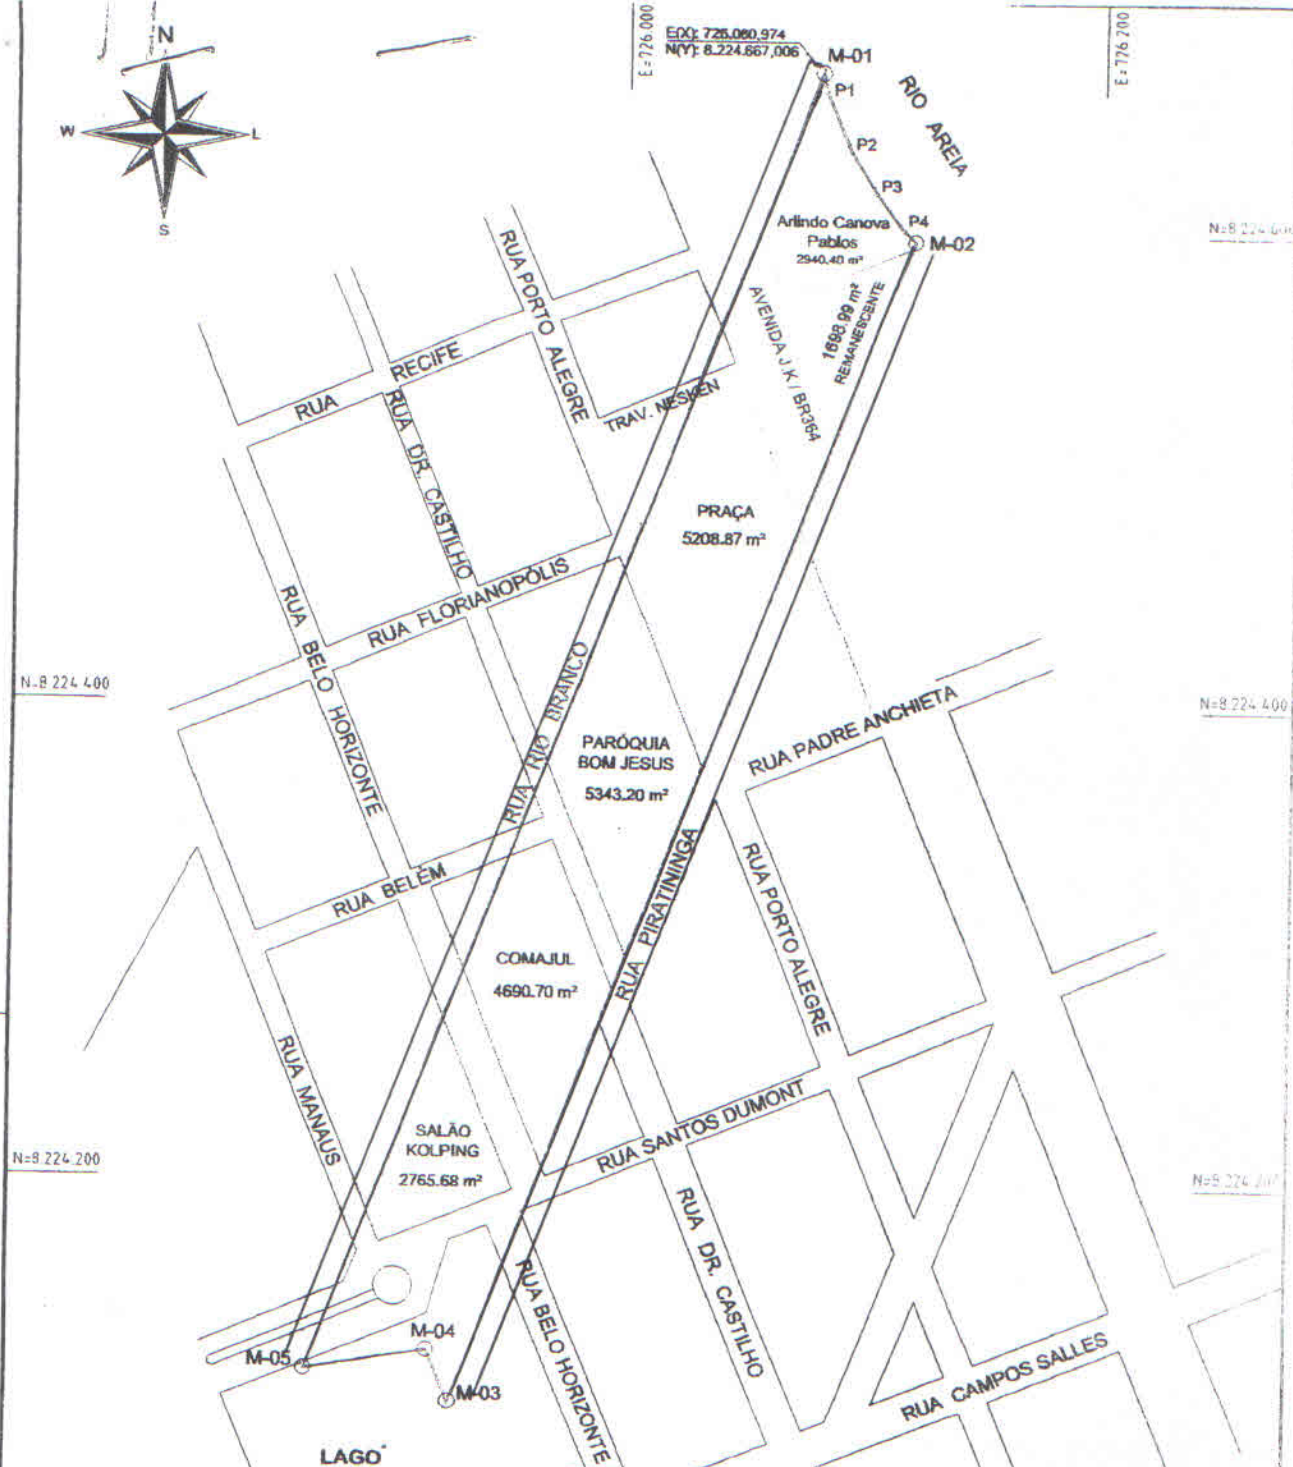 N
W
L
S
E=726.000
E(X): 726.080,974
N(Y): 8.224.667,006
M-01
P1
RIO AREIA
P2
P3
P4
M-02
Arlindo Canova
Pablos
2940.40 m²
1698.99 m²
REMANESCENTE
AVENIDA J.K / BR364
RUA PORTO ALEGRE
RUA RECIFE
RUA DR. CASTILHO
TRAV. NESKEN
PRAÇA
5208.87 m²
RUA BELO HORIZONTE
RUA FLORIANOPÓLIS
N=8.224.400
N=8.224.400
RUA RIO BRANCO
PARÓQUIA
BOM JESUS
5343.20 m²
RUA PADRE ANCHIETA
RUA BELÉM
RUA PIRATININGA
RUA PORTO ALEGRE
COMAJUL
4690.70 m²
RUA MANAUS
SALÃO
KOLPING
2765.68 m²
RUA SANTOS DUMONT
N=8.224.200
RUA DR. CASTILHO
RUA BELO HORIZONTE
M-04
M-05
M-03
RUA CAMPOS SALLES
LAGO